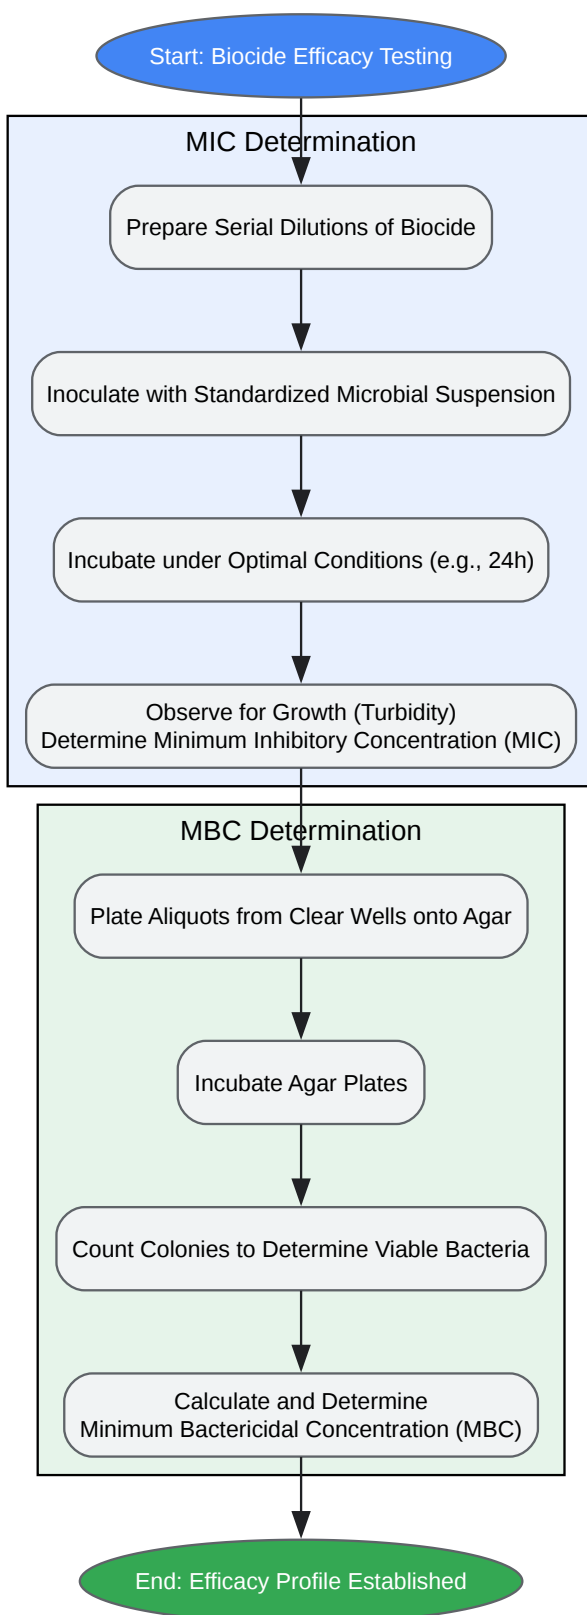 Start: Biocide Efficacy Testing
MIC Determination
Prepare Serial Dilutions of Biocide
Inoculate with Standardized Microbial Suspension
Incubate under Optimal Conditions (e.g., 24h)
Observe for Growth (Turbidity)
Determine Minimum Inhibitory Concentration (MIC)
MBC Determination
Plate Aliquots from Clear Wells onto Agar
Incubate Agar Plates
Count Colonies to Determine Viable Bacteria
Calculate and Determine
Minimum Bactericidal Concentration (MBC)
End: Efficacy Profile Established